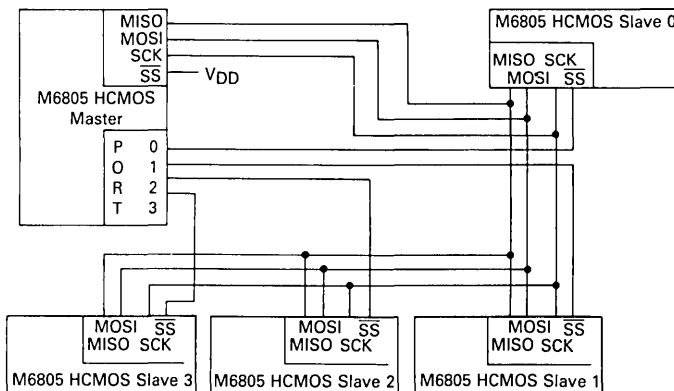 MISO
MOSI
SCK
SS
VDD
M6805 HCMOS
Master
P 0
O 1
R 2
T 3
M6805 HCMOS Slave 0
MISO SCK
MOSI SS
MOSI SS
MISO SCK
M6805 HCMOS Slave 3
MOSI SS
MISO SCK
M6805 HCMOS Slave 2
MOSI SS
MISO SCK
M6805 HCMOS Slave 1